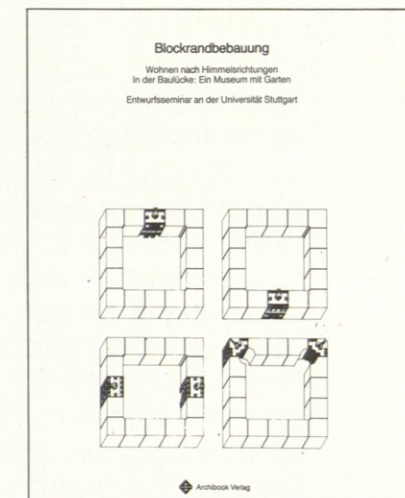 Blockrandbebauung
Wohnen nach Himmelsrichtungen
In der Baulücke: Ein Museum mit Garten
Entwurfsseminar an der Universität Stuttgart
Archibook Verlag